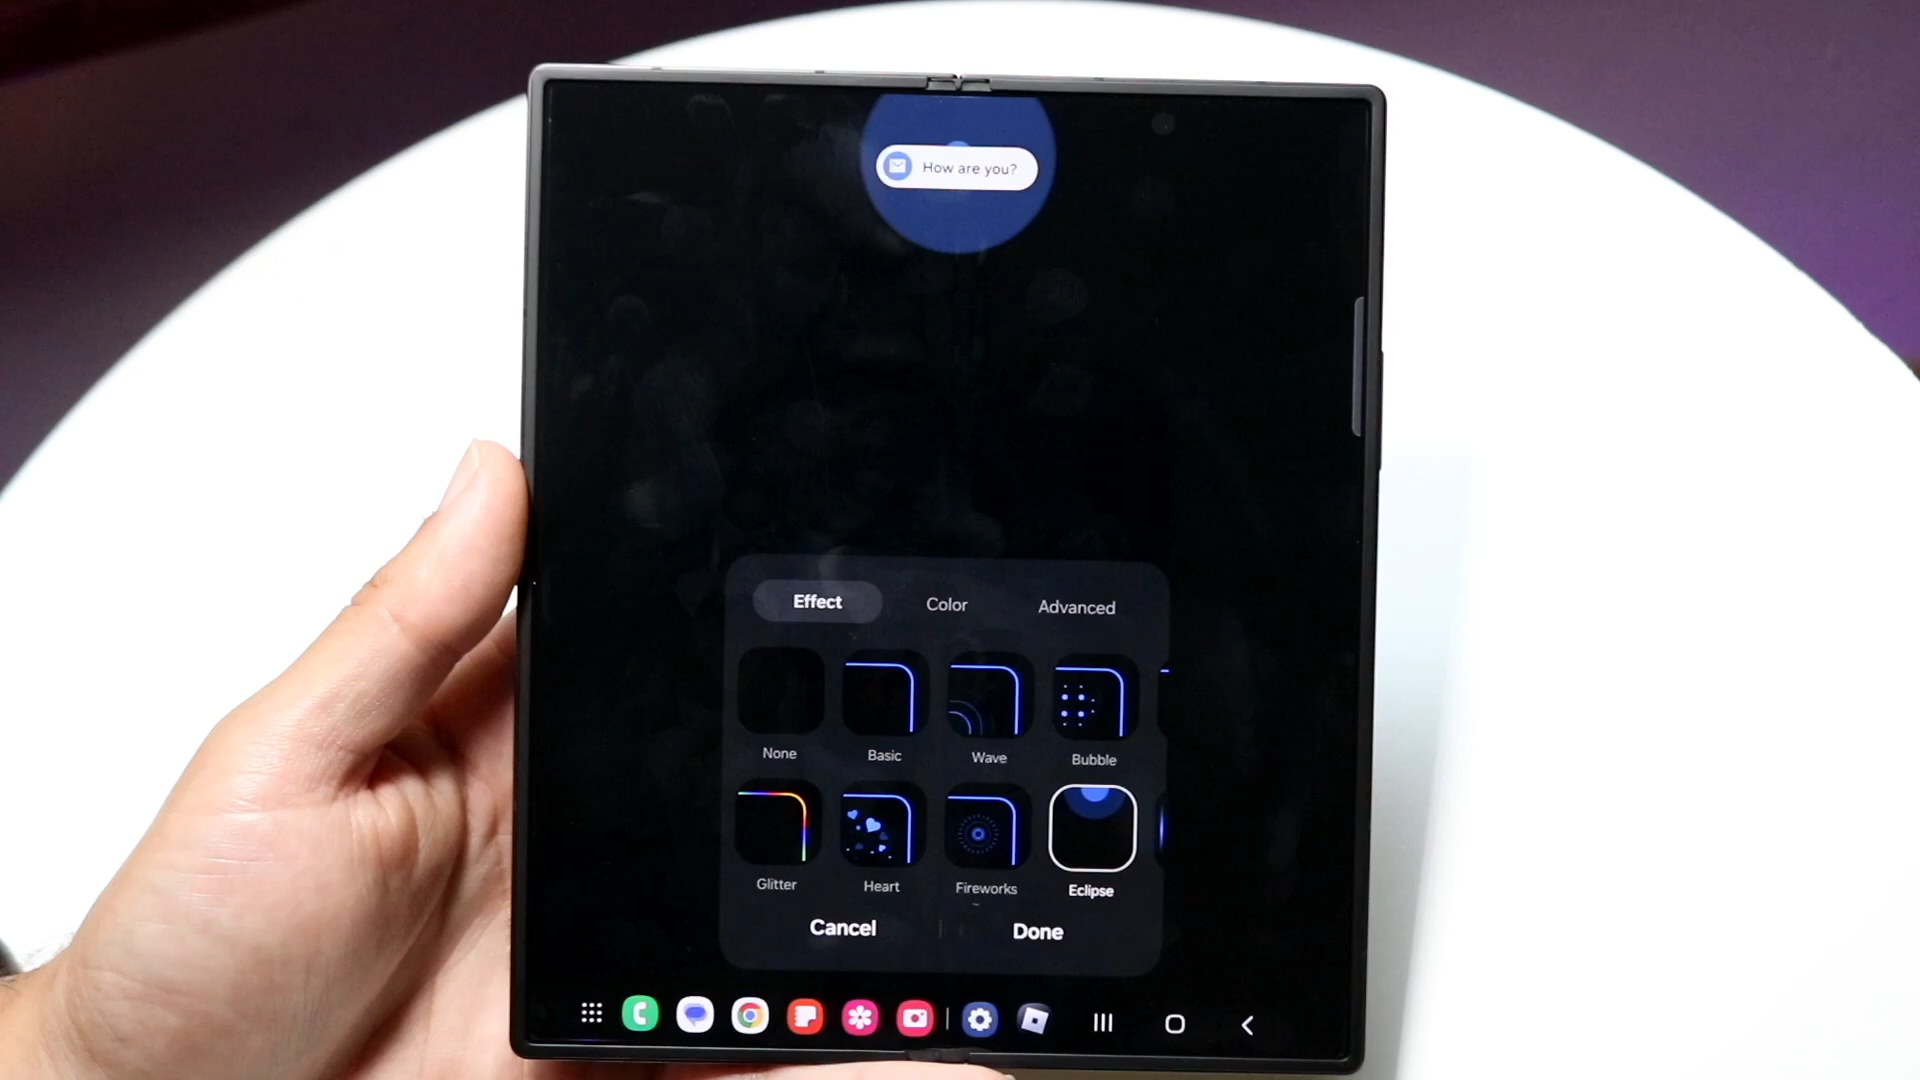 How are you?
Effect Color Advanced
None Basic Wave Bubble
Glitter Heart Fireworks Eclipse
Cancel Done